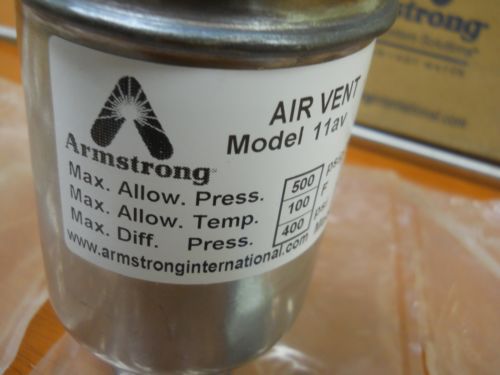 AIR VENT
Model 11av
Armstrong
Max. Allow. Press. 500
Max. Allow. Temp. 100 F
Max. Diff. Press. 400
www.armstronginternational.com
strong